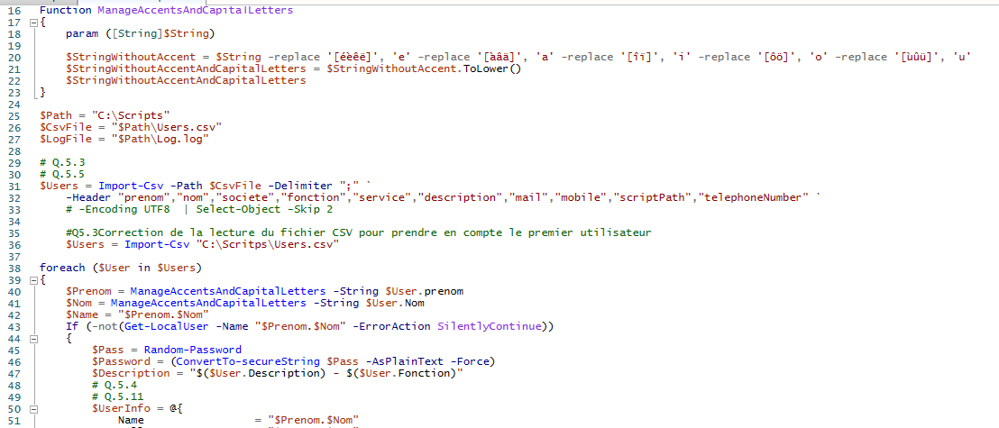 16 Function ManageAccentsAndCapitalLetters
17 {
18 param ([String]$String)
19
20 $StringWithoutAccent = $String -replace '[éèêë]', 'e' -replace '[àâä]', 'a' -replace '[îï]', 'i' -replace '[ôö]', 'o' -replace '[ùûü]', 'u'
21 $StringWithoutAccentAndCapitalLetters = $StringWithoutAccent.ToLower()
22 $StringWithoutAccentAndCapitalLetters
23 }
24
25 $Path = "C:\Scripts"
26 $CsvFile = "$Path\Users.csv"
27 $LogFile = "$Path\Log.log"
28
29 # Q.5.3
30 # Q.5.5
31 $Users = Import-Csv -Path $CsvFile -Delimiter ";" `
32 -Header "prenom","nom","societe","fonction","service","description","mail","mobile","scriptPath","telephoneNumber" `
33 # -Encoding UTF8 | Select-Object -Skip 2
34
35 #Q5.3Correction de la lecture du fichier CSV pour prendre en compte le premier utilisateur
36 $Users = Import-Csv "C:\Scritps\Users.csv"
37
38 foreach ($User in $Users)
39 {
40 $Prenom = ManageAccentsAndCapitalLetters -String $User.prenom
41 $Nom = ManageAccentsAndCapitalLetters -String $User.Nom
42 $Name = "$Prenom.$Nom"
43 If (-not(Get-LocalUser -Name "$Prenom.$Nom" -ErrorAction SilentlyContinue))
44 {
45 $Pass = Random-Password
46 $Password = (ConvertTo-secureString $Pass -AsPlainText -Force)
47 $Description = "$($User.Description) - $($User.Fonction)"
48 # Q.5.4
49 # Q.5.11
50 $UserInfo = @{
51 Name = "$Prenom.$Nom"